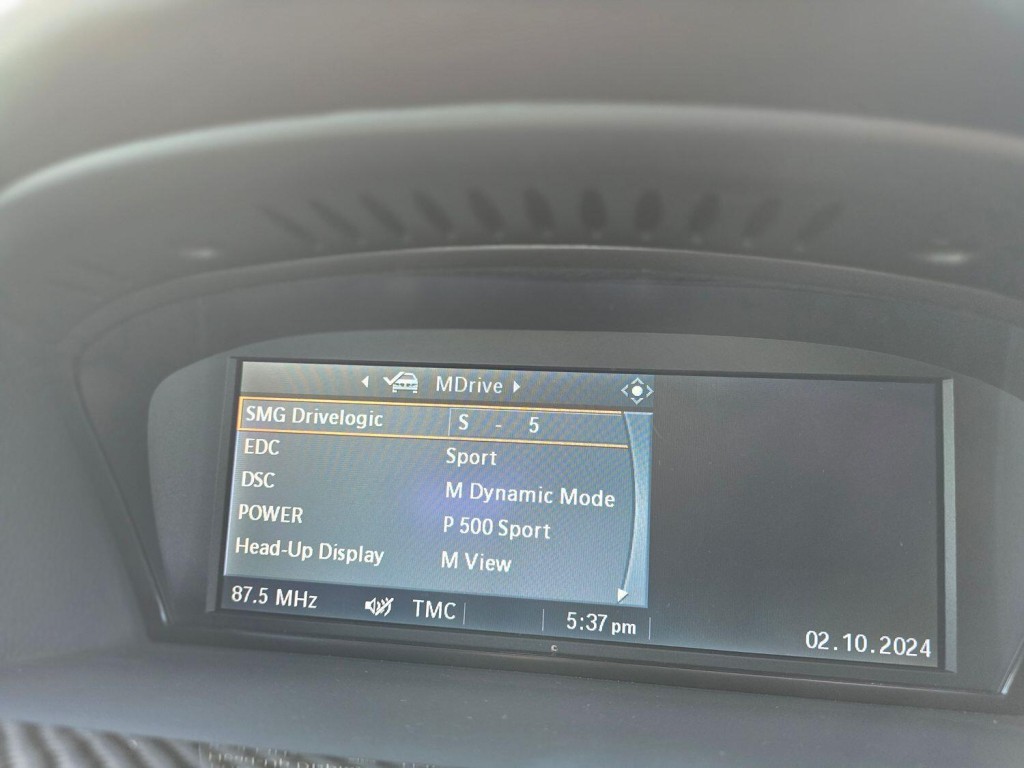 MDrive
SMG Drivelogic S - 5
EDC Sport
DSC M Dynamic Mode
POWER P 500 Sport
Head-Up Display M View
87.5 MHz TMC 5:37 pm
02.10.2024